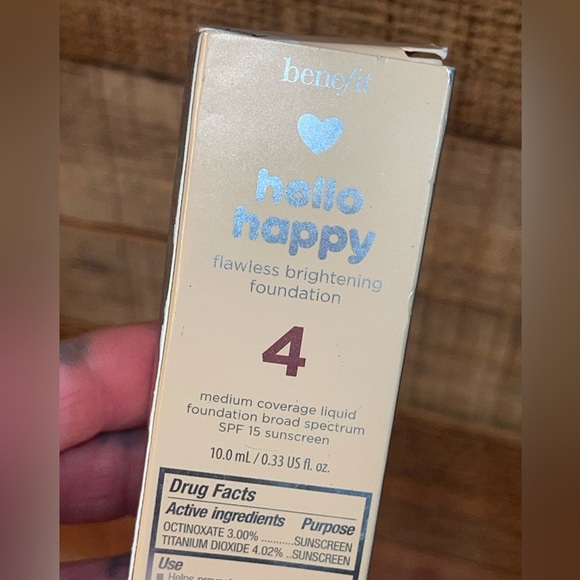 benefit
hello
happy
flawless brightening
foundation
4
medium coverage liquid
foundation broad spectrum
SPF 15 sunscreen
10.0 mL / 0.33 US fl. oz.
Drug Facts
Active ingredients Purpose
OCTINOXATE 3.00% ...........SUNSCREEN
TITANIUM DIOXIDE 4.02% ..SUNSCREEN
Use
Helps